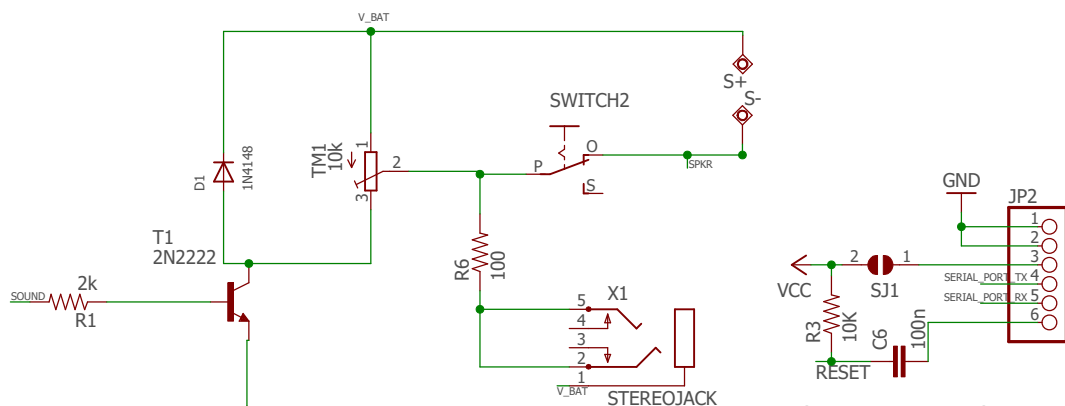 V_BAT
S+
S-
SWITCH2
P
O
S
SPKR
TM1
10k
1
2
3
D1
1N4148
T1
2N2222
SOUND
2k
R1
R6
100
X1
5
4
3
2
1
V_BAT
STEREOJACK
GND
JP2
1
2
3
4
5
6
VCC
2
1
SJ1
SERIAL_PORT_TX
SERIAL_PORT_RX
R3
10K
C6
100n
RESET